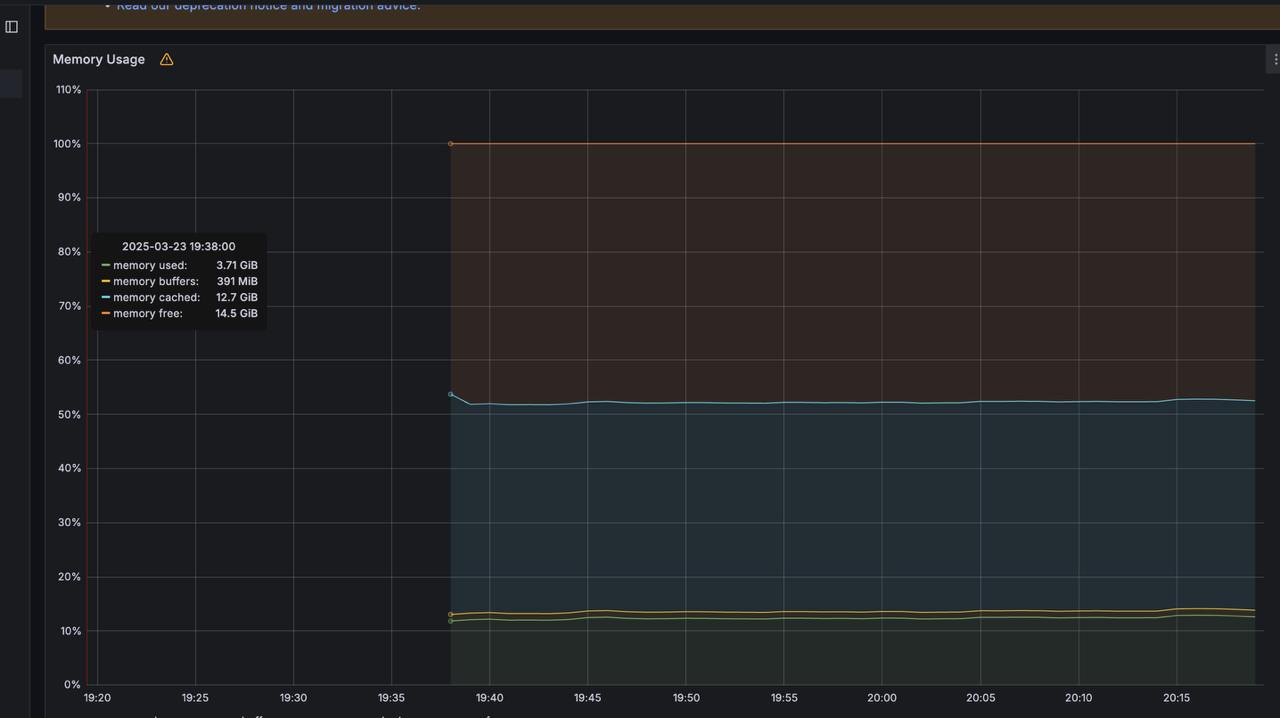 • Read our deprecation notice and migration advice.
Memory Usage
110%
100%
90%
80%
70%
60%
50%
40%
30%
20%
10%
0%
2025-03-23 19:38:00
memory used: 3.71 GiB
memory buffers: 391 MiB
memory cached: 12.7 GiB
memory free: 14.5 GiB
19:20 19:25 19:30 19:35 19:40 19:45 19:50 19:55 20:00 20:05 20:10 20:15